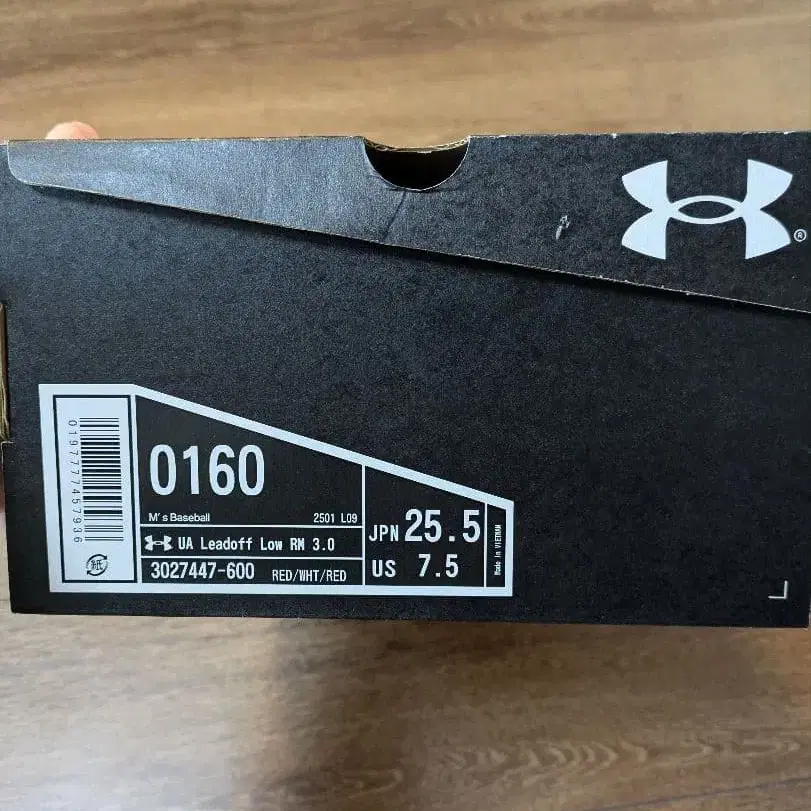 ®
0197777457936
紙
0160
M's Baseball 2501 L09
UA Leadoff Low RM 3.0
3027447-600 RED/WHT/RED
JPN 25.5
US 7.5
Made in VIETNAM